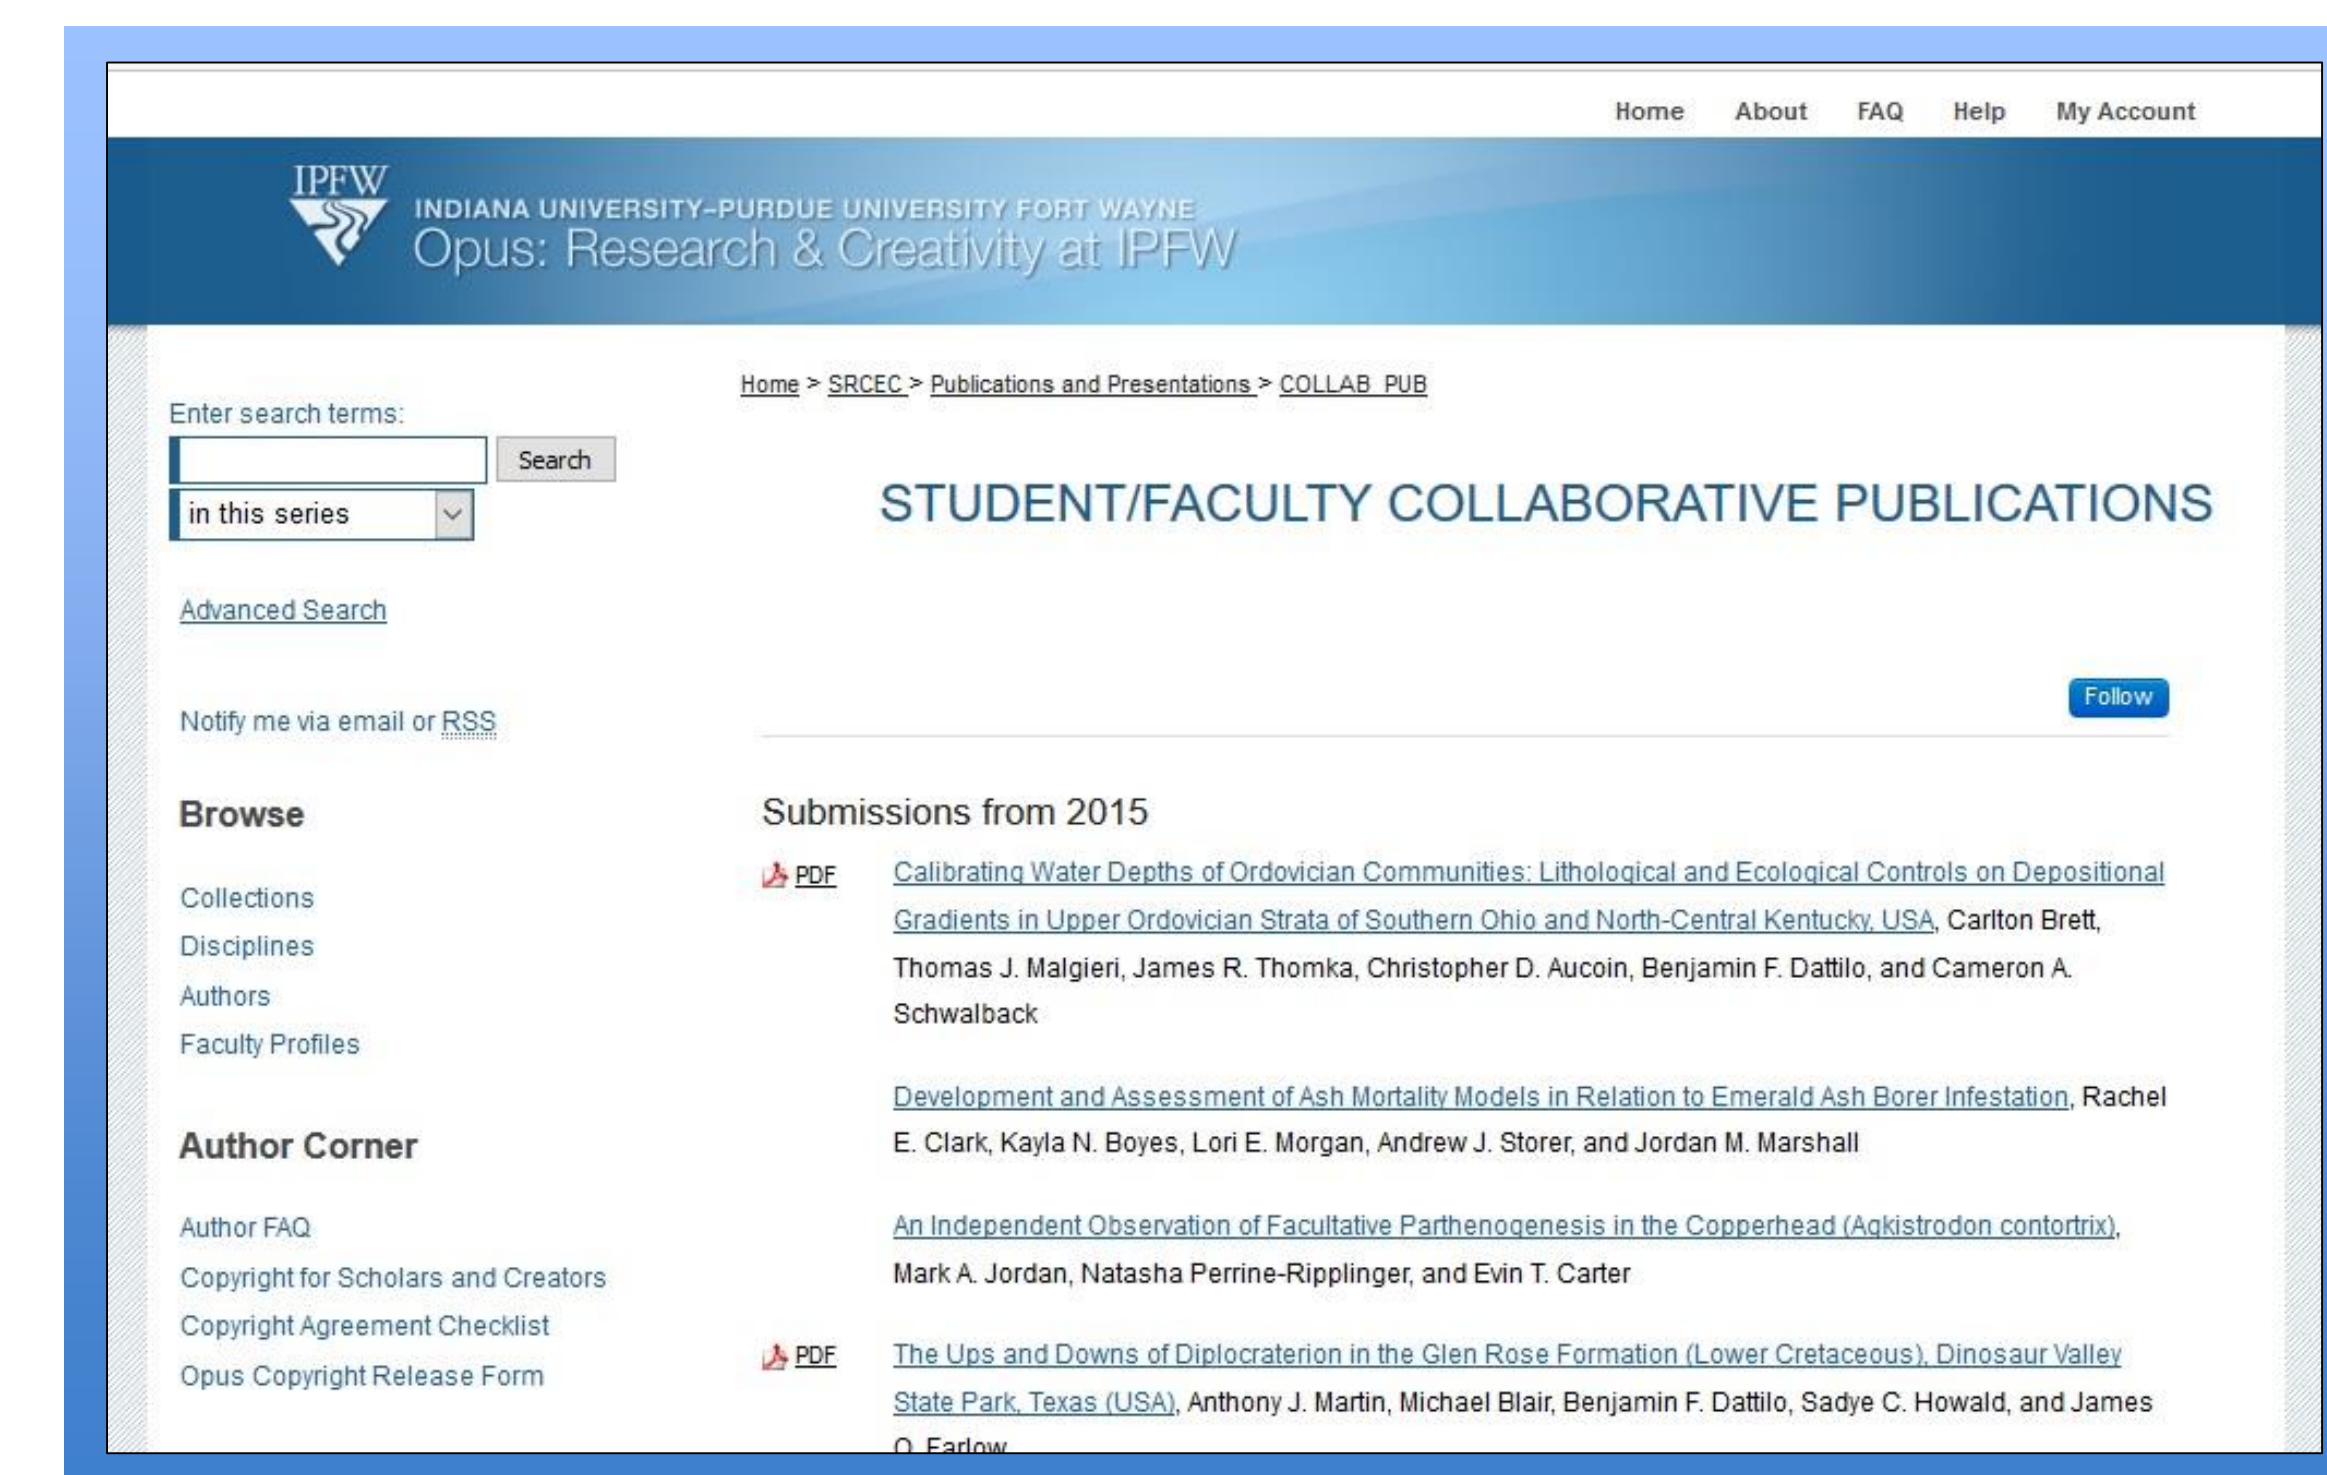 Home About FAQ Help My Account
IPFW
INDIANA UNIVERSITY-PURDUE UNIVERSITY FORT WAYNE
Opus: Research & Creativity at IPFW
Home > SRCEC > Publications and Presentations > COLLAB_PUB
Enter search terms:
Search
in this series
Advanced Search
Notify me via email or RSS
Browse
Collections
Disciplines
Authors
Faculty Profiles
Author Corner
Author FAQ
Copyright for Scholars and Creators
Copyright Agreement Checklist
Opus Copyright Release Form
STUDENT/FACULTY COLLABORATIVE PUBLICATIONS
Follow
Submissions from 2015
PDF Calibrating Water Depths of Ordovician Communities: Lithological and Ecological Controls on Depositional
Gradients in Upper Ordovician Strata of Southern Ohio and North-Central Kentucky, USA, Carlton Brett,
Thomas J. Malgieri, James R. Thomka, Christopher D. Aucoin, Benjamin F. Dattilo, and Cameron A.
Schwalback
Development and Assessment of Ash Mortality Models in Relation to Emerald Ash Borer Infestation, Rachel
E. Clark, Kayla N. Boyes, Lori E. Morgan, Andrew J. Storer, and Jordan M. Marshall
An Independent Observation of Facultative Parthenogenesis in the Copperhead (Agkistrodon contortrix),
Mark A. Jordan, Natasha Perrine-Ripplinger, and Evin T. Carter
PDF The Ups and Downs of Diplocraterion in the Glen Rose Formation (Lower Cretaceous), Dinosaur Valley
State Park, Texas (USA), Anthony J. Martin, Michael Blair, Benjamin F. Dattilo, Sadye C. Howald, and James
O. Farlow